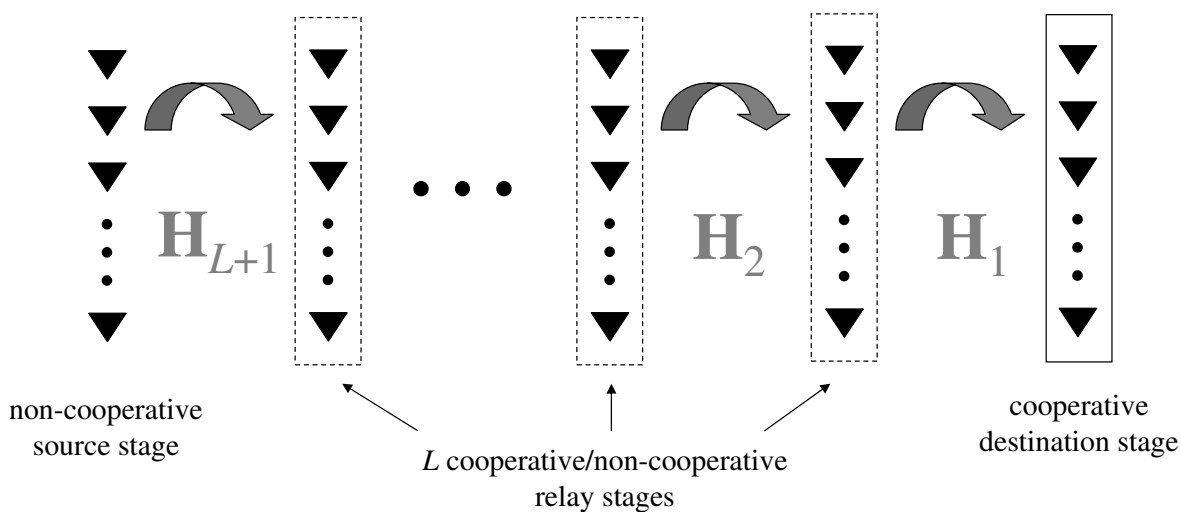 H_{L+1}
H_2
H_1
non-cooperative
source stage
L cooperative/non-cooperative
relay stages
cooperative
destination stage